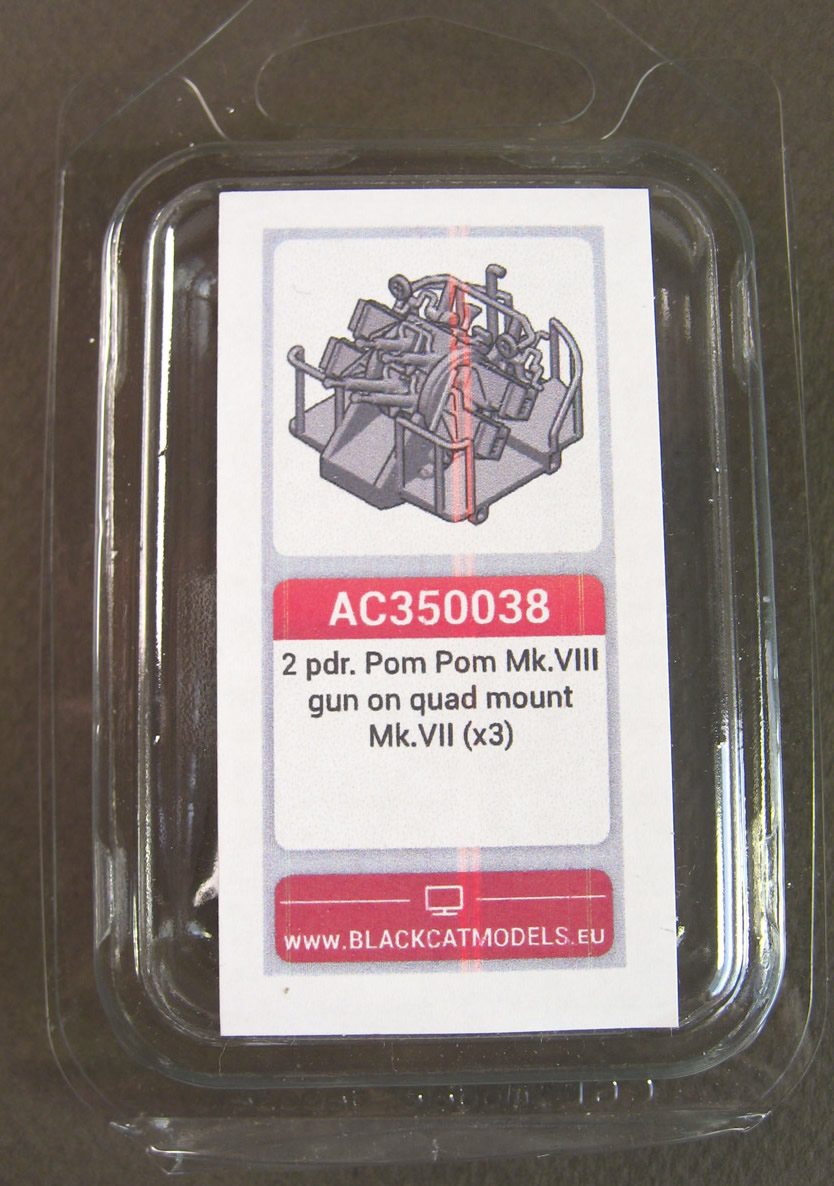 AC350038
2 pdr. Pom Pom Mk.VIII
gun on quad mount
Mk.VII (x3)
WWW.BLACKCATMODELS.EU